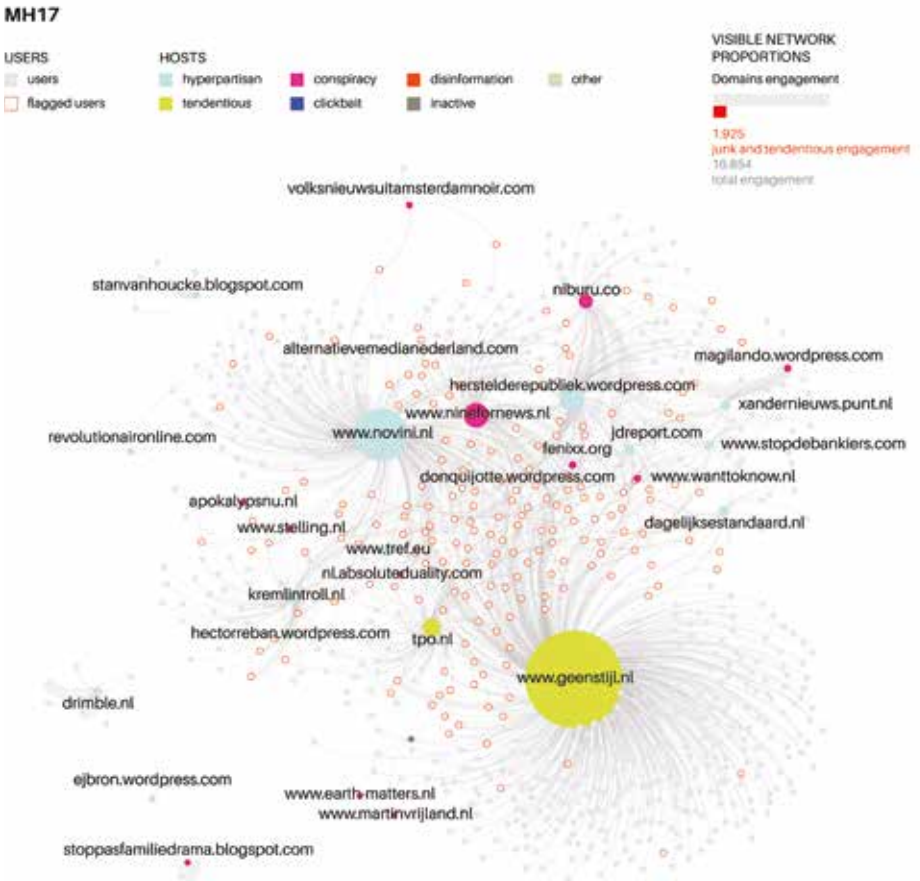 MH17
USERS
users
flagged users
HOSTS
hyperpartisan
conspiracy
disinformation
other
tendentious
clickbait
inactive
VISIBLE NETWORK
PROPORTIONS
Domains engagement
1.925
junk and tendentious engagement
16.854
total engagement
volksnieuwsuitamsterdamnoir.com
stanvanhoucke.blogspot.com
niburu.co
alternatievemedianederland.com
magilando.wordpress.com
herstelderepubliek.wordpress.com
xandernieuws.punt.nl
www.ninefornews.nl
www.novini.nl
jdreport.com
revolutionaironline.com
www.stopdebankiers.com
fenixx.org
donquijotte.wordpress.com
www.wanttoknow.nl
apokalypsnu.nl
www.stelling.nl
dagelijksestandaard.nl
www.tref.eu
nl.absoluteduality.com
kremlintroll.nl
hectorreban.wordpress.com
tpo.nl
www.geenstijl.nl
drimble.nl
ejbron.wordpress.com
www.earth-matters.nl
www.martinvrijland.nl
stoppasfamiliedrama.blogspot.com